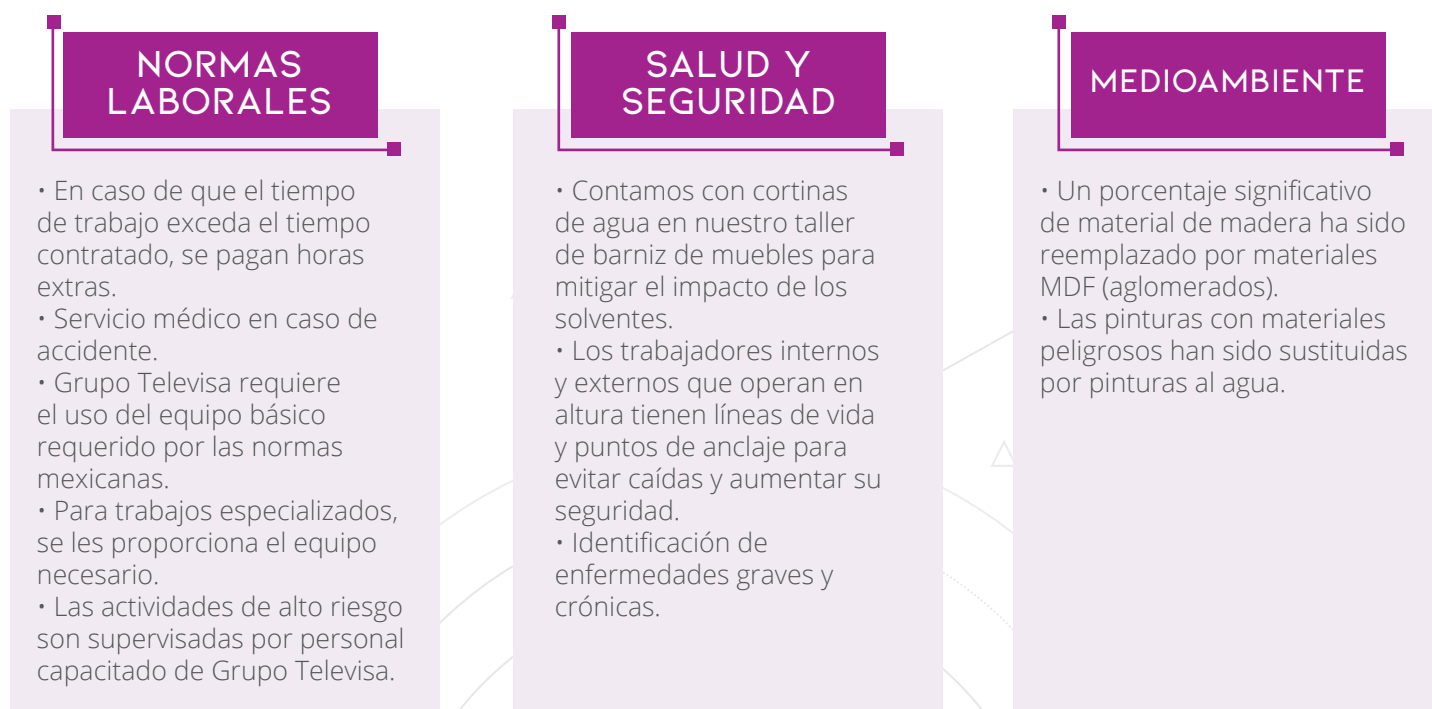 NORMAS
LABORALES
• En caso de que el tiempo
de trabajo exceda el tiempo
contratado, se pagan horas
extras.
• Servicio médico en caso de
accidente.
• Grupo Televisa requiere
el uso del equipo básico
requerido por las normas
mexicanas.
• Para trabajos especializados,
se les proporciona el equipo
necesario.
• Las actividades de alto riesgo
son supervisadas por personal
capacitado de Grupo Televisa.
SALUD Y
SEGURIDAD
• Contamos con cortinas
de agua en nuestro taller
de barniz de muebles para
mitigar el impacto de los
solventes.
• Los trabajadores internos
y externos que operan en
altura tienen líneas de vida
y puntos de anclaje para
evitar caídas y aumentar su
seguridad.
• Identificación de
enfermedades graves y
crónicas.
MEDIOAMBIENTE
• Un porcentaje significativo
de material de madera ha sido
reemplazado por materiales
MDF (aglomerados).
• Las pinturas con materiales
peligrosos han sido sustituidas
por pinturas al agua.